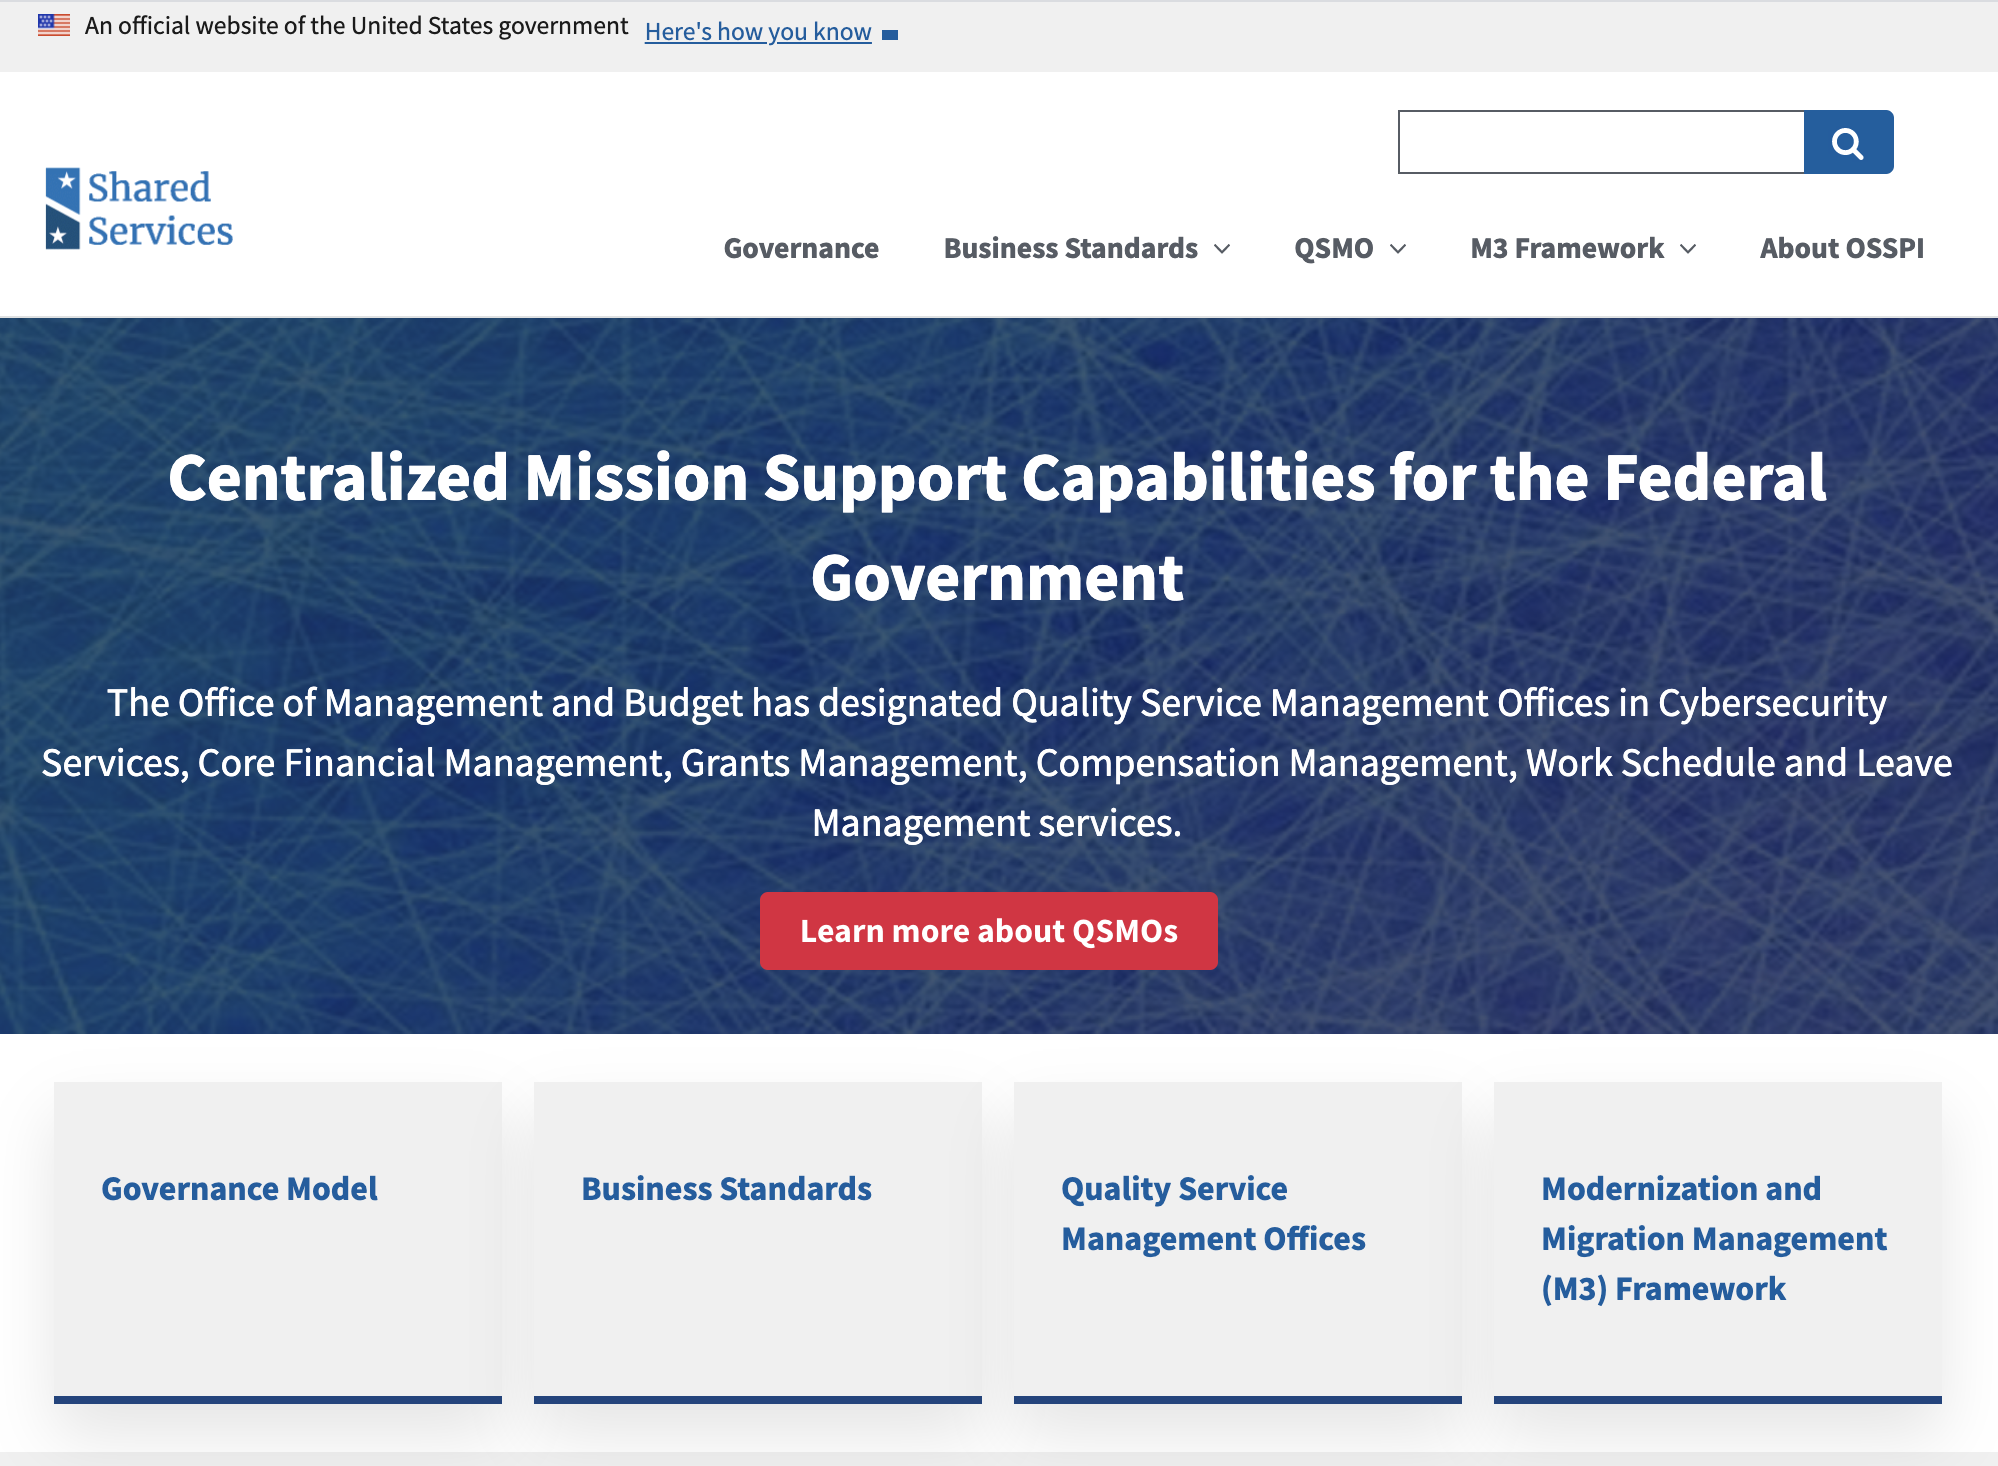 An official website of the United States government Here's how you know
Shared
Services
Governance Business Standards QSMO M3 Framework About OSSPI
Centralized Mission Support Capabilities for the Federal
Government
The Office of Management and Budget has designated Quality Service Management Offices in Cybersecurity
Services, Core Financial Management, Grants Management, Compensation Management, Work Schedule and Leave
Management services.
Learn more about QSMOs
Governance Model
Business Standards
Quality Service
Management Offices
Modernization and
Migration Management
(M3) Framework